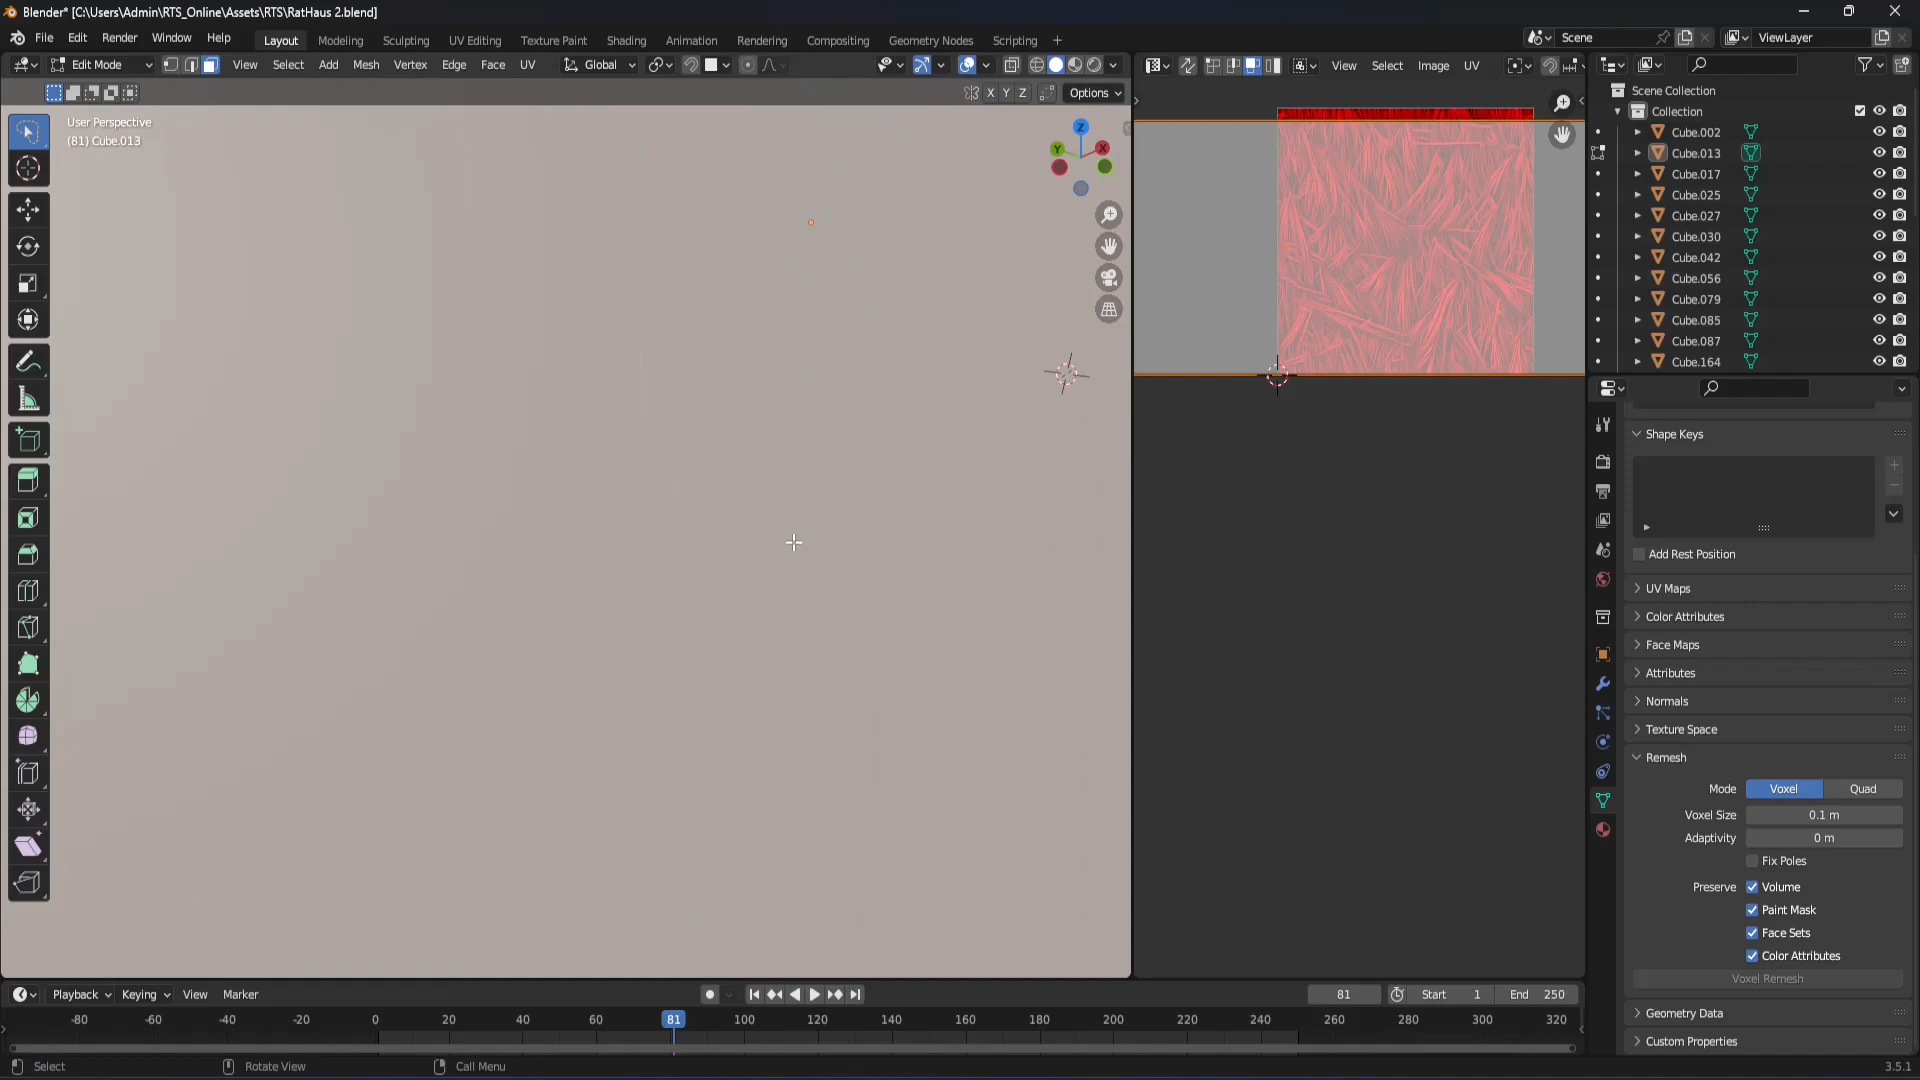 Blender* [C:\Users\Admin\RTS_Online\Assets\RTS\RatHaus 2.blend]
File Edit Render Window Help Layout Modeling Sculpting UV Editing Texture Paint Shading Animation Rendering Compositing Geometry Nodes Scripting + Scene ViewLayer
Edit Mode View Select Add Mesh Vertex Edge Face UV Global View Select Image UV
X Y Z Options
User Perspective
(81) Cube.013
Z
Y X
Scene Collection
Collection
Cube.002
Cube.013
Cube.017
Cube.025
Cube.027
Cube.030
Cube.042
Cube.056
Cube.079
Cube.085
Cube.087
Cube.164
Shape Keys
Add Rest Position
UV Maps
Color Attributes
Face Maps
Attributes
Normals
Texture Space
Remesh
Mode Voxel Quad
Voxel Size 0.1 m
Adaptivity 0 m
Fix Poles
Preserve Volume
Paint Mask
Face Sets
Color Attributes
Voxel Remesh
Geometry Data
Custom Properties
Playback Keying View Marker 81 Start 1 End 250
-80 -60 -40 -20 0 20 40 60 81 100 120 140 160 180 200 220 240 260 280 300 320
Select Rotate View Call Menu 3.5.1